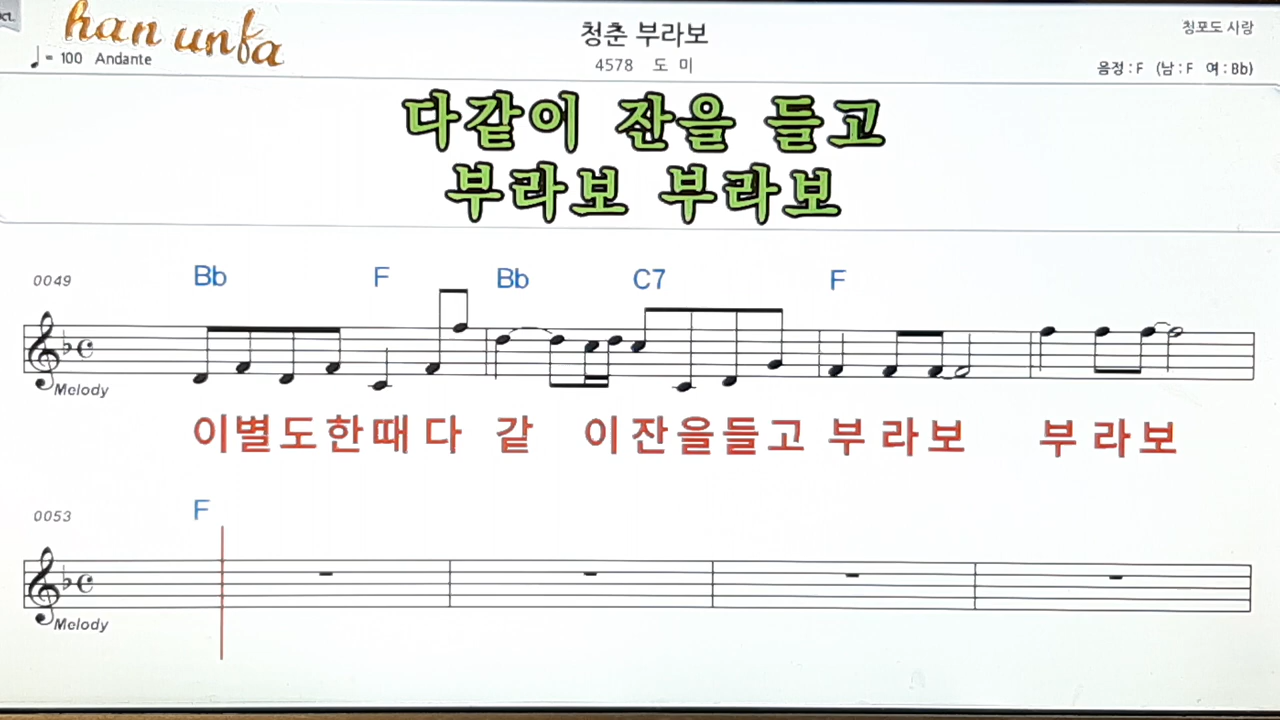 han unfa
청춘 부라보
청포도 시랑
♩= 100 Andante
4578 도 미
음정 : F (남 : F 여 : Bb)
다같이 잔을 들고
부라보 부라보
0049
Bb F Bb C7 F
Melody
이별도한때다 같 이잔을들고 부라보 부라보
0053
F
Melody